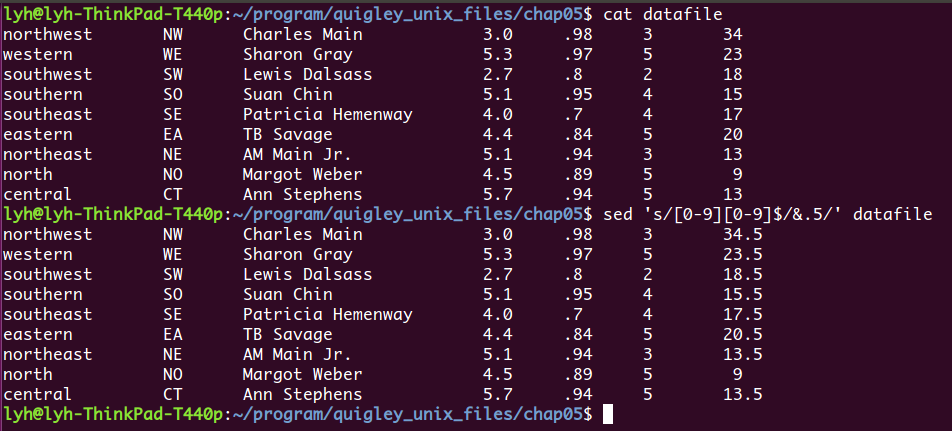 lyh@lyh-ThinkPad-T440p:~/program/quigley_unix_files/chap05$ cat datafile
northwest       NW      Charles Main            3.0     .98     3       34
western         WE      Sharon Gray             5.3     .97     5       23
southwest       SW      Lewis Dalsass           2.7     .8      2       18
southern        SO      Suan Chin               5.1     .95     4       15
southeast       SE      Patricia Hemenway       4.0     .7      4       17
eastern         EA      TB Savage               4.4     .84     5       20
northeast       NE      AM Main Jr.             5.1     .94     3       13
north           NO      Margot Weber            4.5     .89     5        9
central         CT      Ann Stephens            5.7     .94     5       13
lyh@lyh-ThinkPad-T440p:~/program/quigley_unix_files/chap05$ sed 's/[0-9][0-9]$/&.5/' datafile
northwest       NW      Charles Main            3.0     .98     3       34.5
western         WE      Sharon Gray             5.3     .97     5       23.5
southwest       SW      Lewis Dalsass           2.7     .8      2       18.5
southern        SO      Suan Chin               5.1     .95     4       15.5
southeast       SE      Patricia Hemenway       4.0     .7      4       17.5
eastern         EA      TB Savage               4.4     .84     5       20.5
northeast       NE      AM Main Jr.             5.1     .94     3       13.5
north           NO      Margot Weber            4.5     .89     5        9
central         CT      Ann Stephens            5.7     .94     5       13.5
lyh@lyh-ThinkPad-T440p:~/program/quigley_unix_files/chap05$